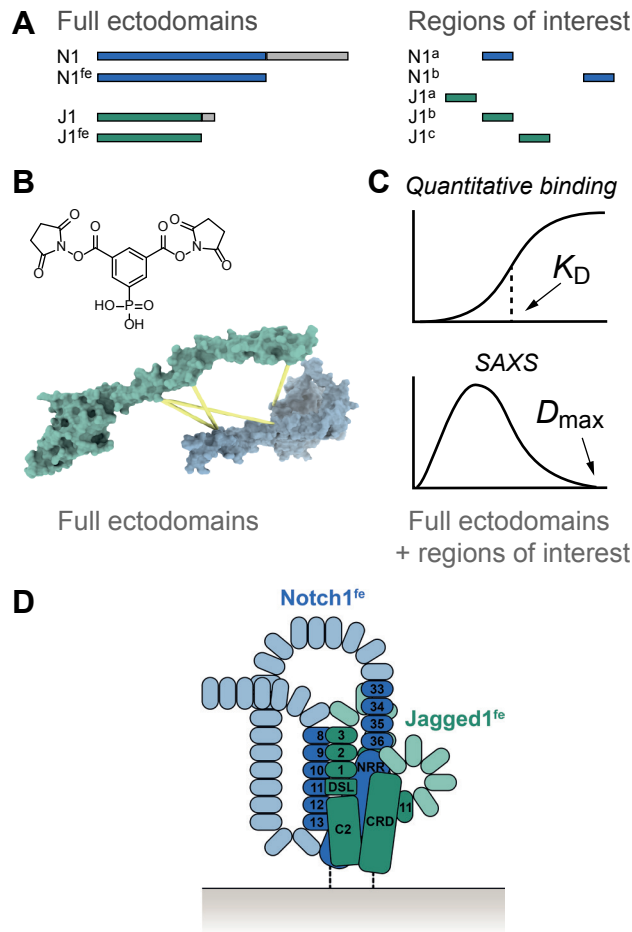 A
Full ectodomains
N1
N1fe
J1
J1fe
Regions of interest
N1a
N1b
J1a
J1b
J1c
B
O
O
O
O
N
O
O
N
O
O
O
O
HO-P=O
OH
Full ectodomains
C
Quantitative binding
KD
SAXS
Dmax
Full ectodomains
+ regions of interest
D
Notch1fe
Jagged1fe
33
34
35
36
NRR
8
9
10
11
12
13
3
2
1
DSL
C2
CRD
11